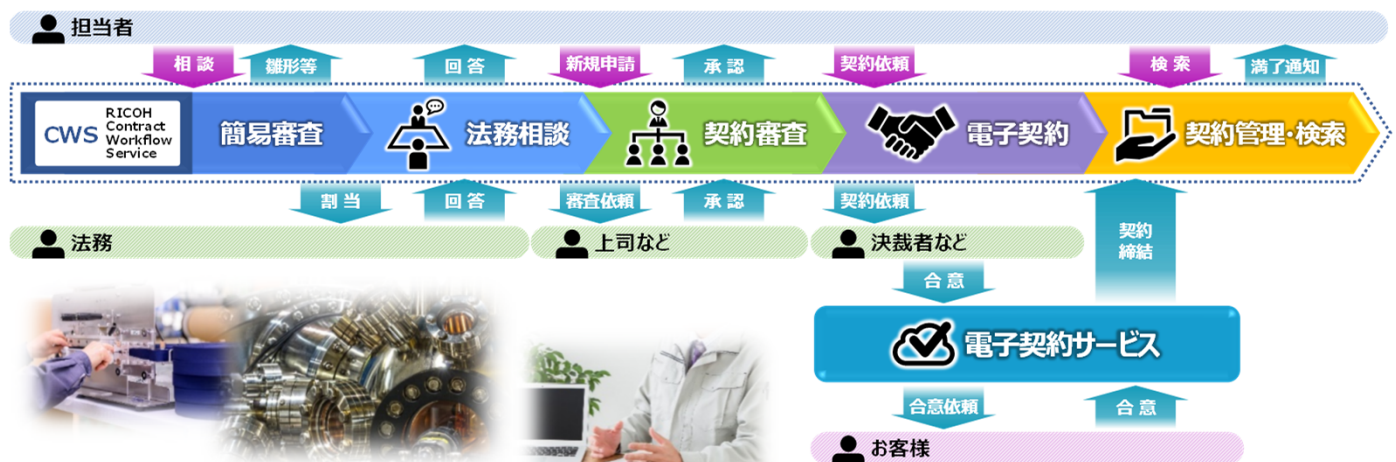 担当者
相談
雛形等
回答
新規申請
承認
契約依頼
検索
満了通知
CWS
RICOH
Contract
Workflow
Service
簡易審査
法務相談
契約審査
電子契約
契約管理・検索
割当
回答
審査依頼
承認
契約依頼
契約
締結
法務
上司など
決裁者など
合意
電子契約サービス
合意依頼
合意
お客様